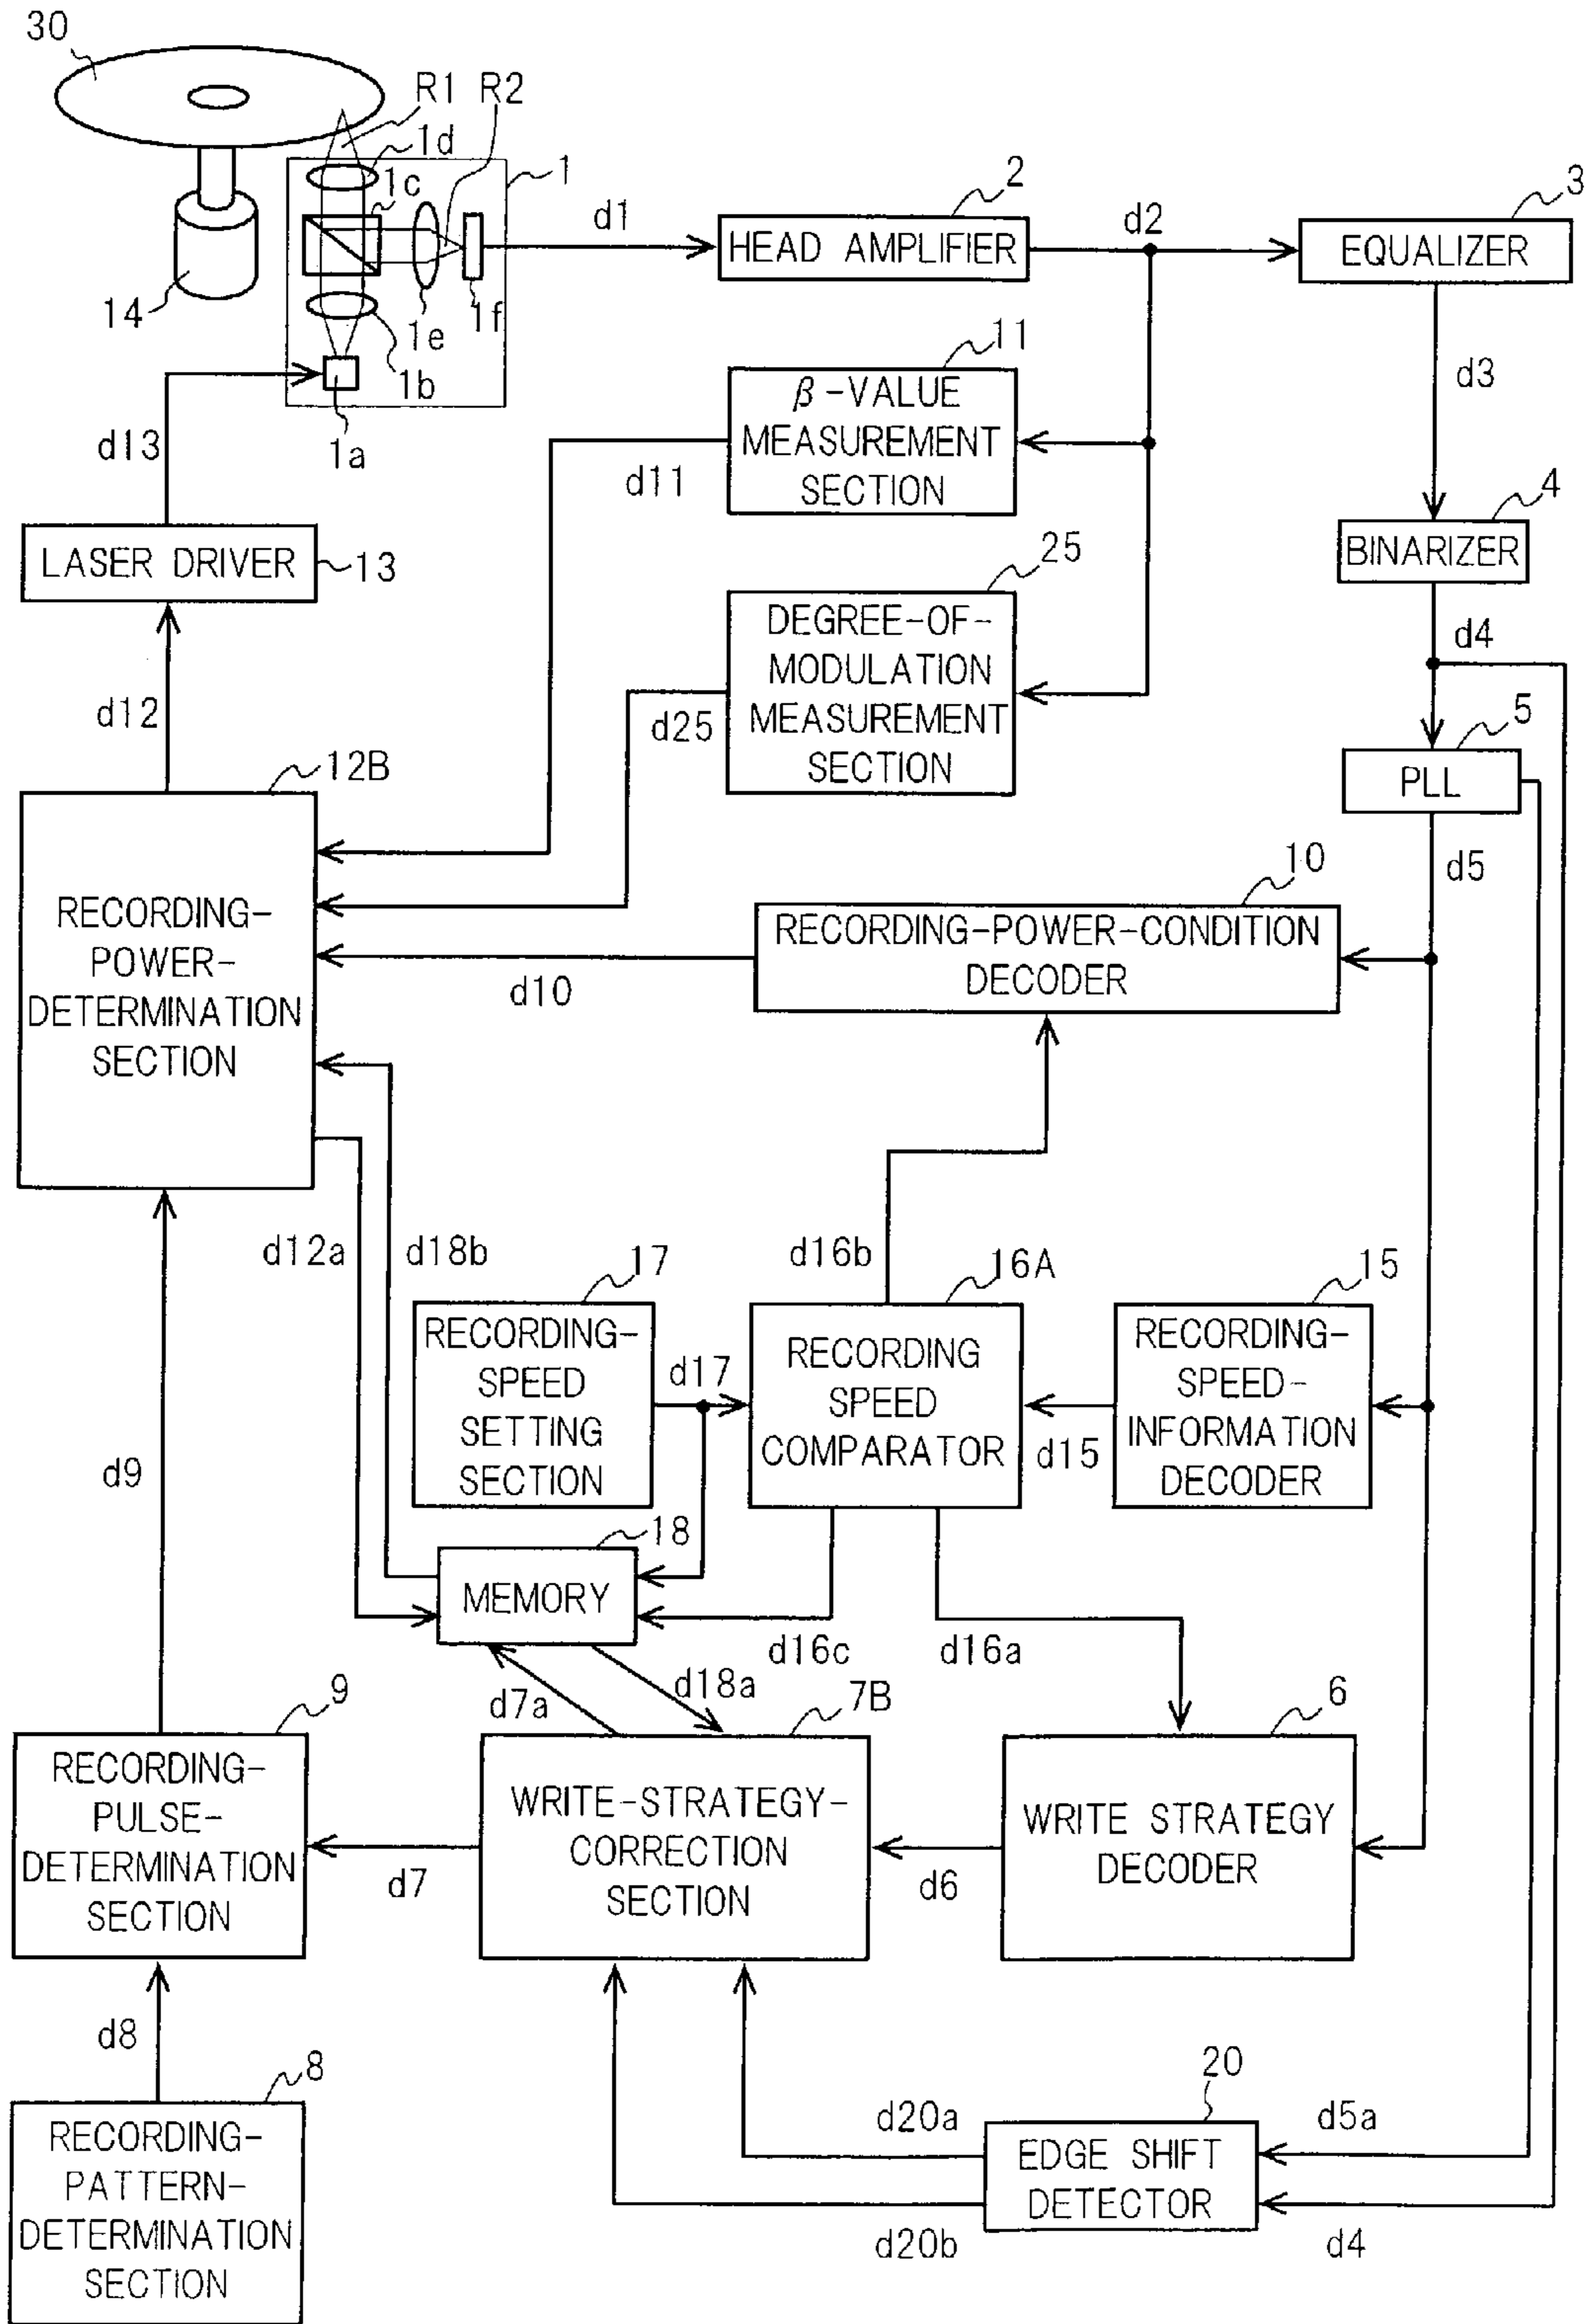 30
R1 R2
1d
1c
1
2
3
d1
HEAD AMPLIFIER
d2
EQUALIZER
14
1e
1f
1b
1a
11
β-VALUE
MEASUREMENT
SECTION
d3
d13
d11
4
LASER DRIVER
13
25
BINARIZER
DEGREE-OF-
MODULATION
MEASUREMENT
SECTION
d4
d12
d25
5
12B
PLL
10
d5
RECORDING-
POWER-
DETERMINATION
SECTION
RECORDING-POWER-CONDITION
DECODER
d10
d12a
d18b
17
d16b
16A
15
RECORDING-
SPEED
SETTING
SECTION
d17
RECORDING
SPEED
COMPARATOR
d15
RECORDING-
SPEED-
INFORMATION
DECODER
d9
18
MEMORY
d16c
d16a
d7a
d18a
9
7B
6
RECORDING-
PULSE-
DETERMINATION
SECTION
d7
WRITE-STRATEGY-
CORRECTION
SECTION
d6
WRITE STRATEGY
DECODER
d8
8
20
RECORDING-
PATTERN-
DETERMINATION
SECTION
d20a
EDGE SHIFT
DETECTOR
d5a
d20b
d4